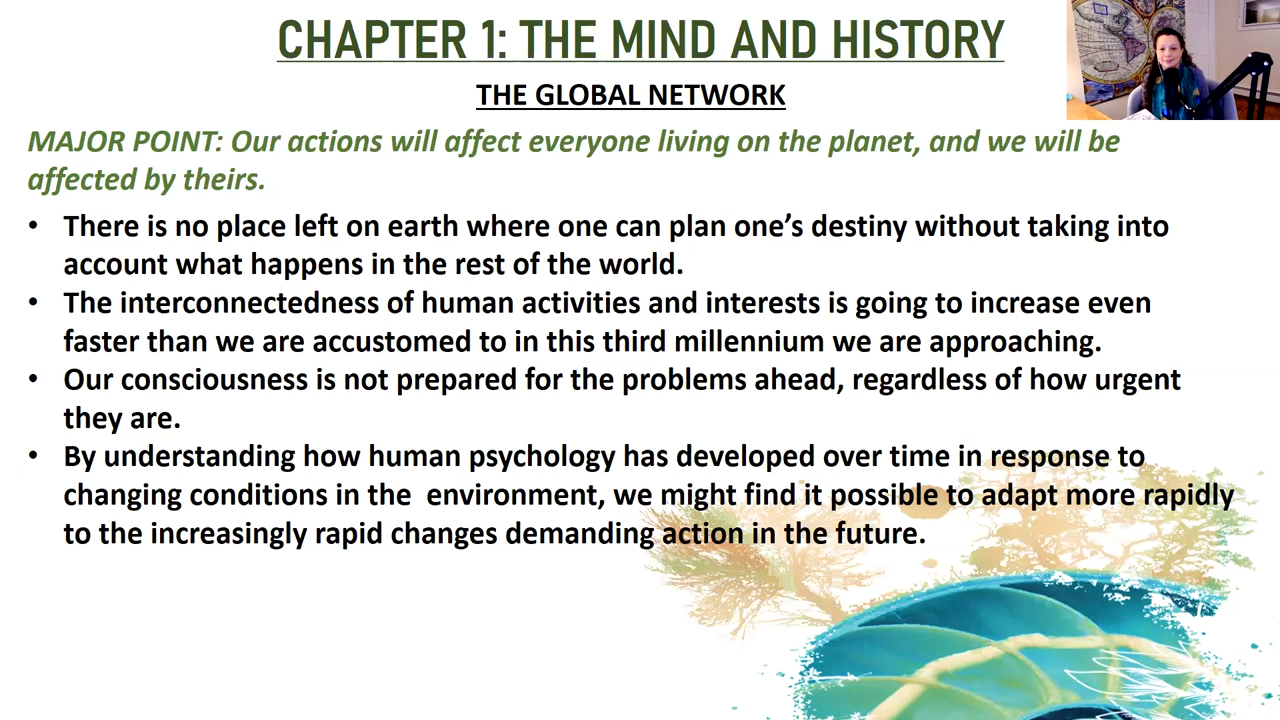 CHAPTER 1: THE MIND AND HISTORY
THE GLOBAL NETWORK
MAJOR POINT: Our actions will affect everyone living on the planet, and we will be
affected by theirs.
• There is no place left on earth where one can plan one’s destiny without taking into
account what happens in the rest of the world.
• The interconnectedness of human activities and interests is going to increase even
faster than we are accustomed to in this third millennium we are approaching.
• Our consciousness is not prepared for the problems ahead, regardless of how urgent
they are.
• By understanding how human psychology has developed over time in response to
changing conditions in the  environment, we might find it possible to adapt more rapidly
to the increasingly rapid changes demanding action in the future.